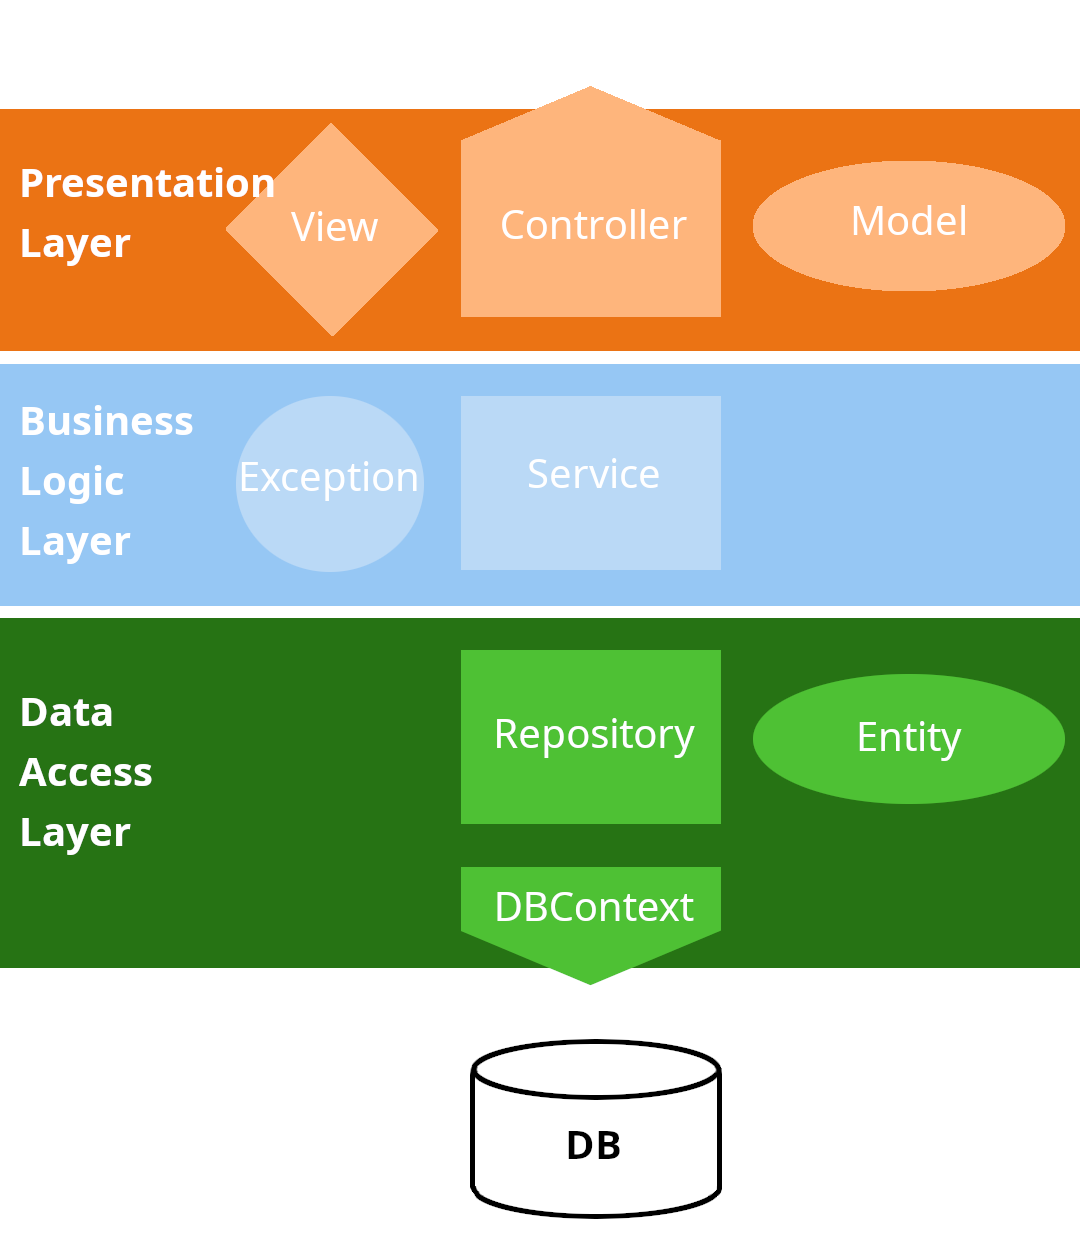 Presentation
Layer
View
Controller
Model
Business
Logic
Layer
Exception
Service
Data
Access
Layer
Repository
Entity
DBContext
DB